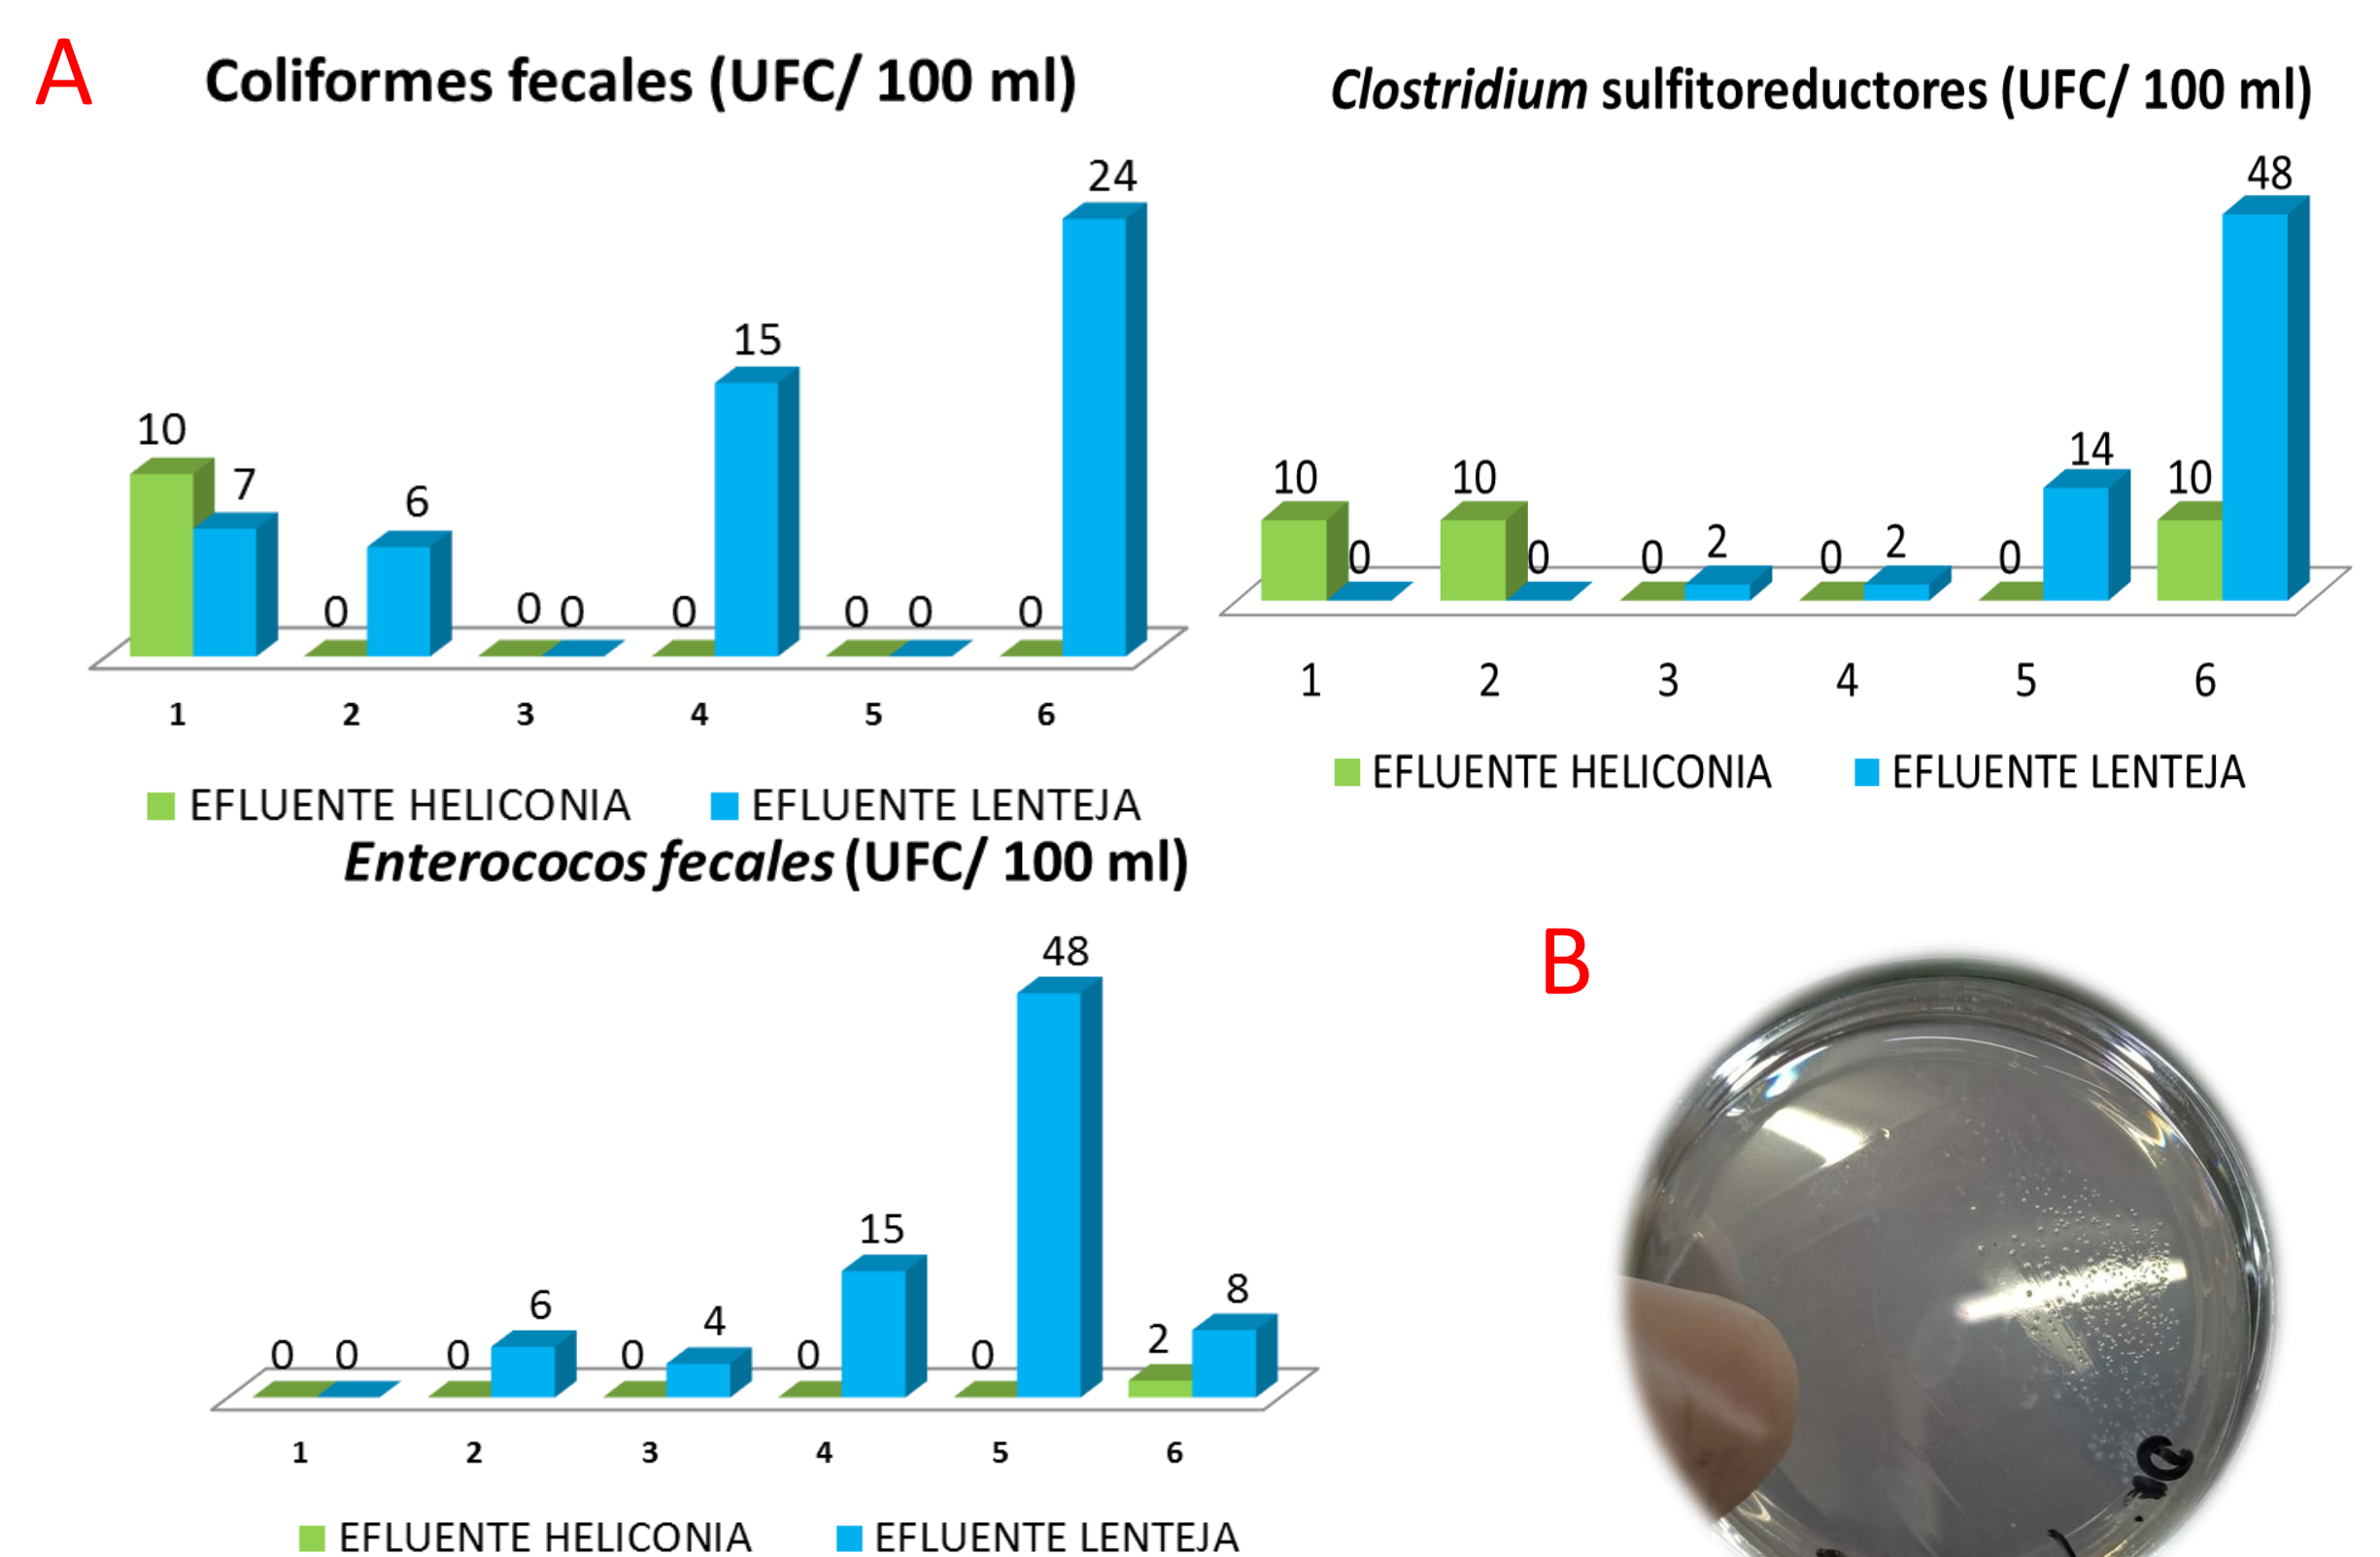 A
Coliformes fecales (UFC/ 100 ml)
24
15
10
7
6
0
0 0
0
0 0
0
1 2 3 4 5 6
EFLUENTE HELICONIA EFLUENTE LENTEJA
Clostridium sulfitoreductores (UFC/ 100 ml)
48
14
10 10 10
0 0 0 2 0 2 0
1 2 3 4 5 6
EFLUENTE HELICONIA EFLUENTE LENTEJA
Enterococos fecales (UFC/ 100 ml)
48
15
8
6
4
2
0 0 0 0 0 0
1 2 3 4 5 6
EFLUENTE HELICONIA EFLUENTE LENTEJA
B